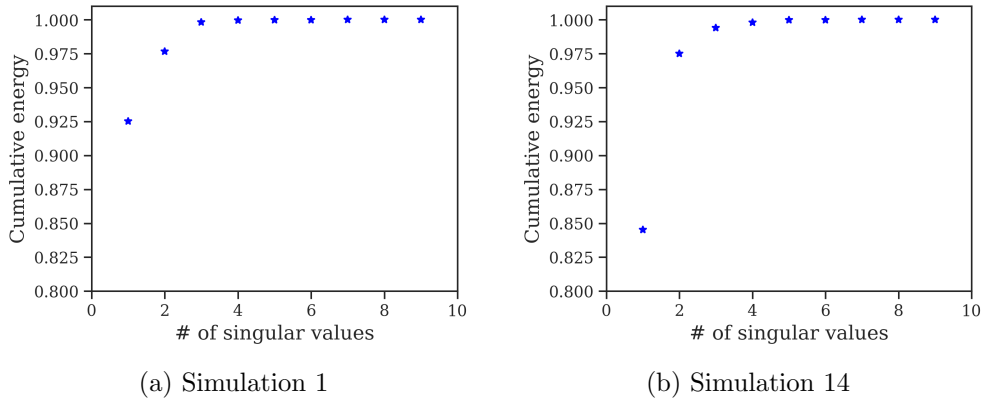 1.000
0.975
0.950
0.925
0.900
0.875
0.850
0.825
0.800
Cumulative energy
0 2 4 6 8 10
# of singular values
(a) Simulation 1
1.000
0.975
0.950
0.925
0.900
0.875
0.850
0.825
0.800
Cumulative energy
0 2 4 6 8 10
# of singular values
(b) Simulation 14